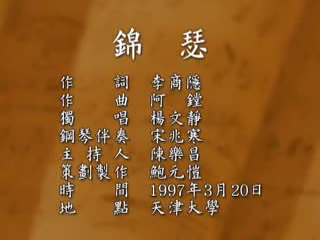 錦 瑟
作 詞 李商隱
作 曲 阿 鏜
獨 唱 楊文靜
鋼琴伴奏 宋兆寒
主 持 人 陳樂昌
策劃製作 鮑元愷
時 間 1997年3月20日
地 點 天津大學